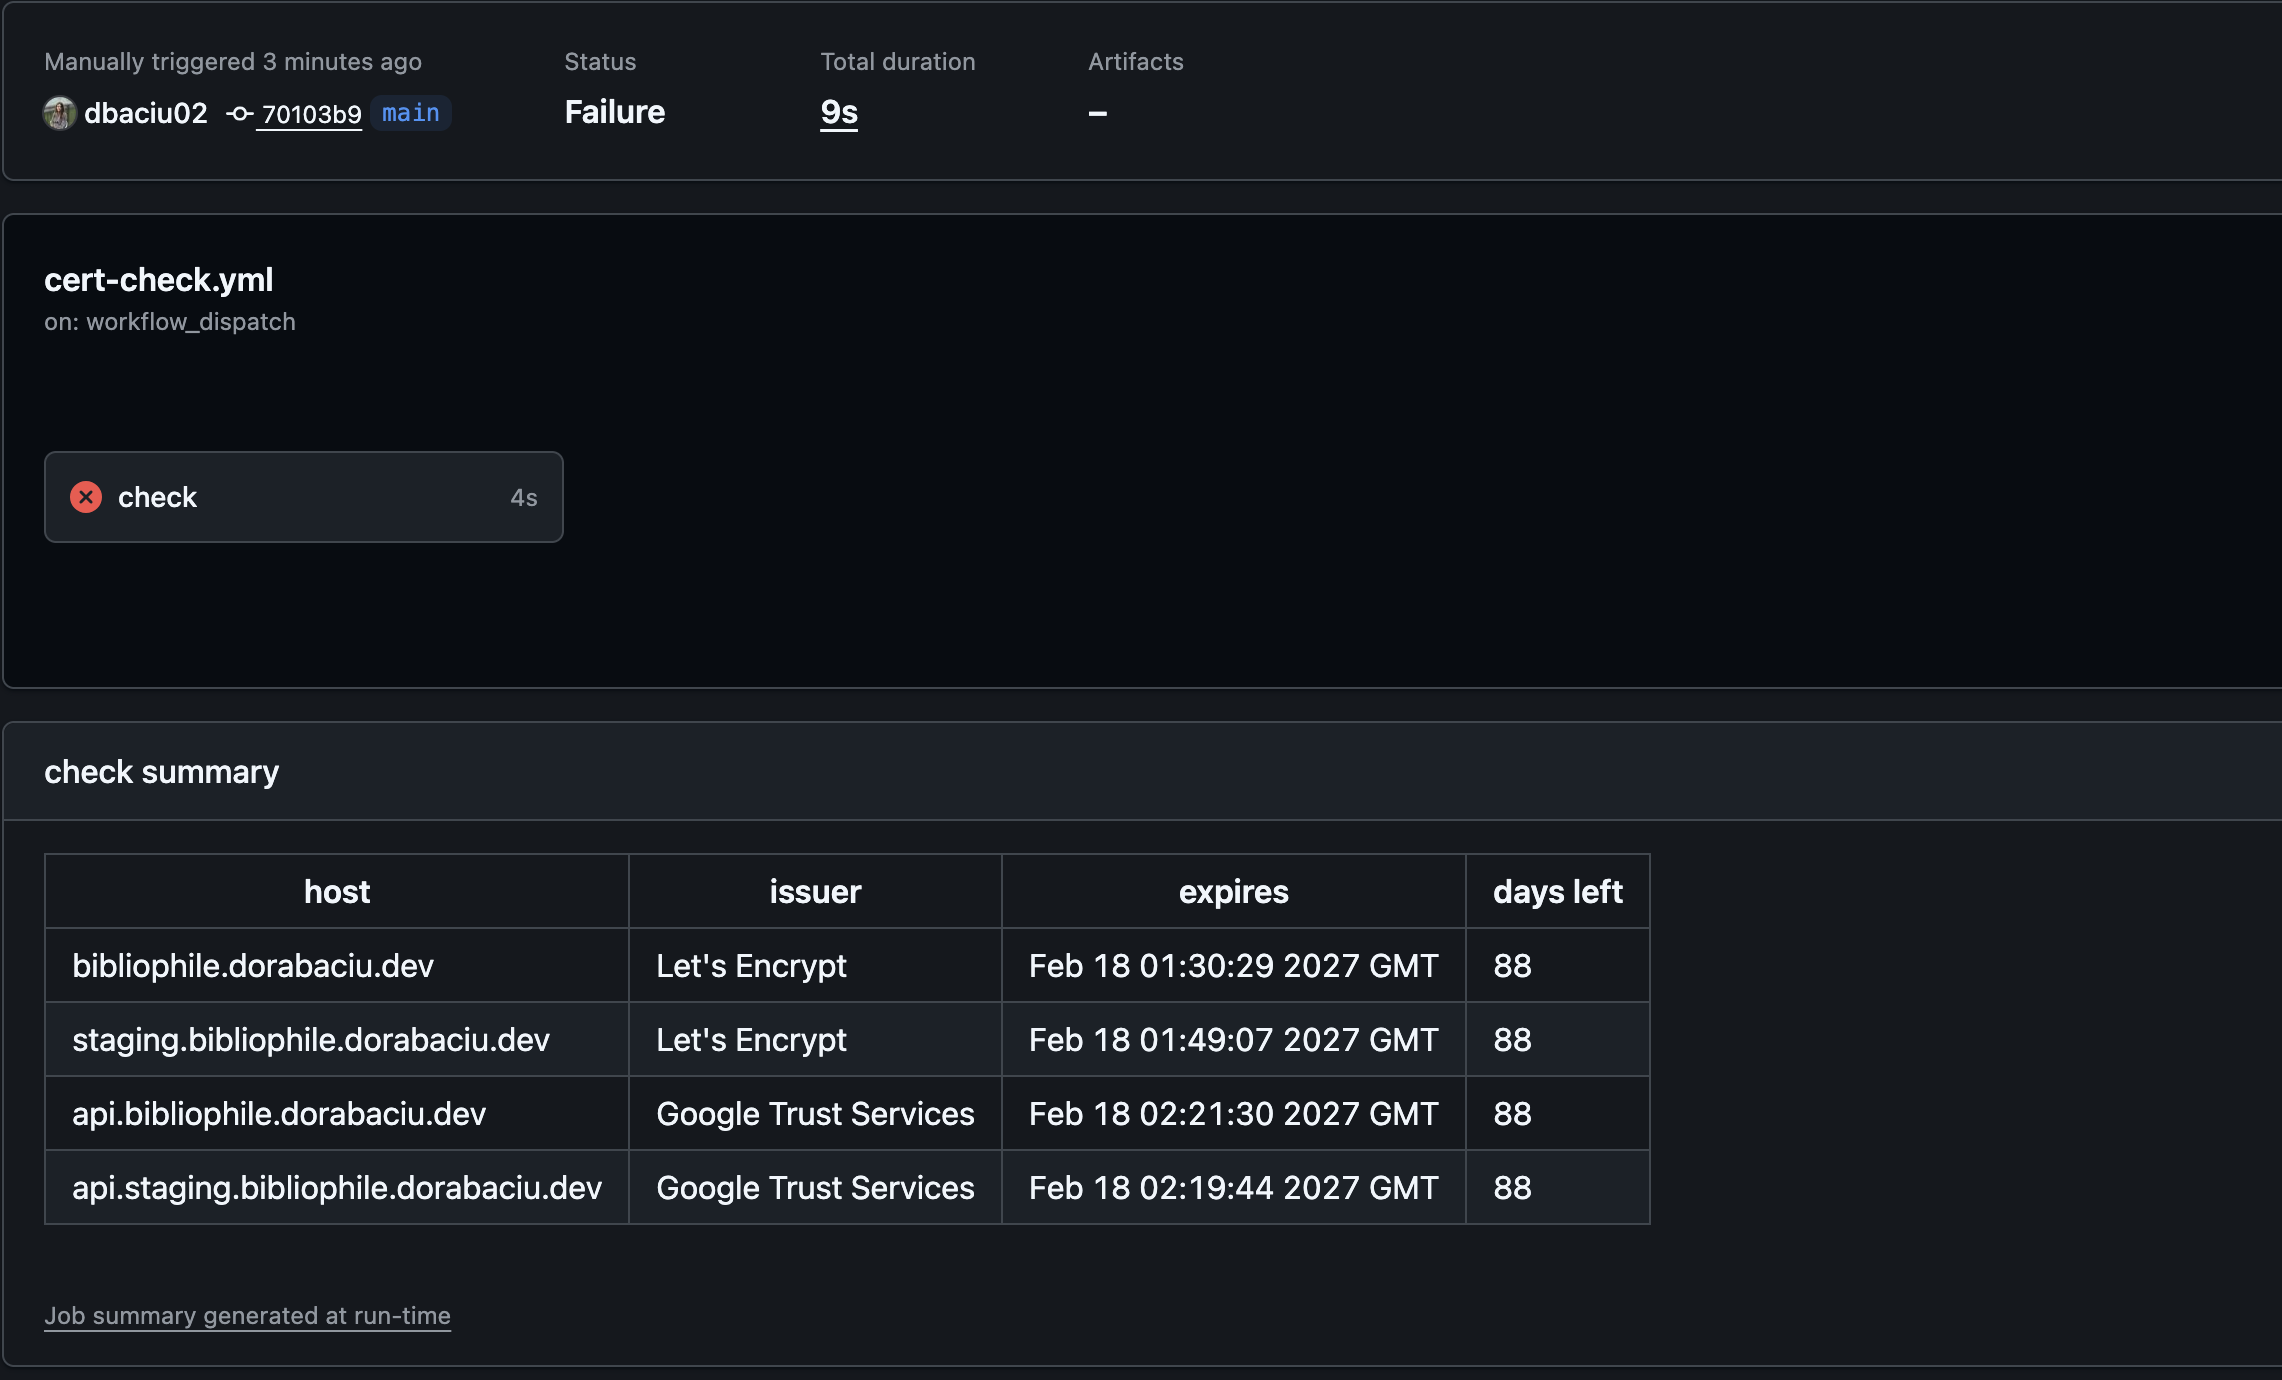 Manually triggered 3 minutes ago Status Total duration Artifacts
dbaciu02 70103b9 main Failure 9s –
cert-check.yml
on: workflow_dispatch
check 4s
check summary
host issuer expires days left
bibliophile.dorabaciu.dev Let's Encrypt Feb 18 01:30:29 2027 GMT 88
staging.bibliophile.dorabaciu.dev Let's Encrypt Feb 18 01:49:07 2027 GMT 88
api.bibliophile.dorabaciu.dev Google Trust Services Feb 18 02:21:30 2027 GMT 88
api.staging.bibliophile.dorabaciu.dev Google Trust Services Feb 18 02:19:44 2027 GMT 88
Job summary generated at run-time